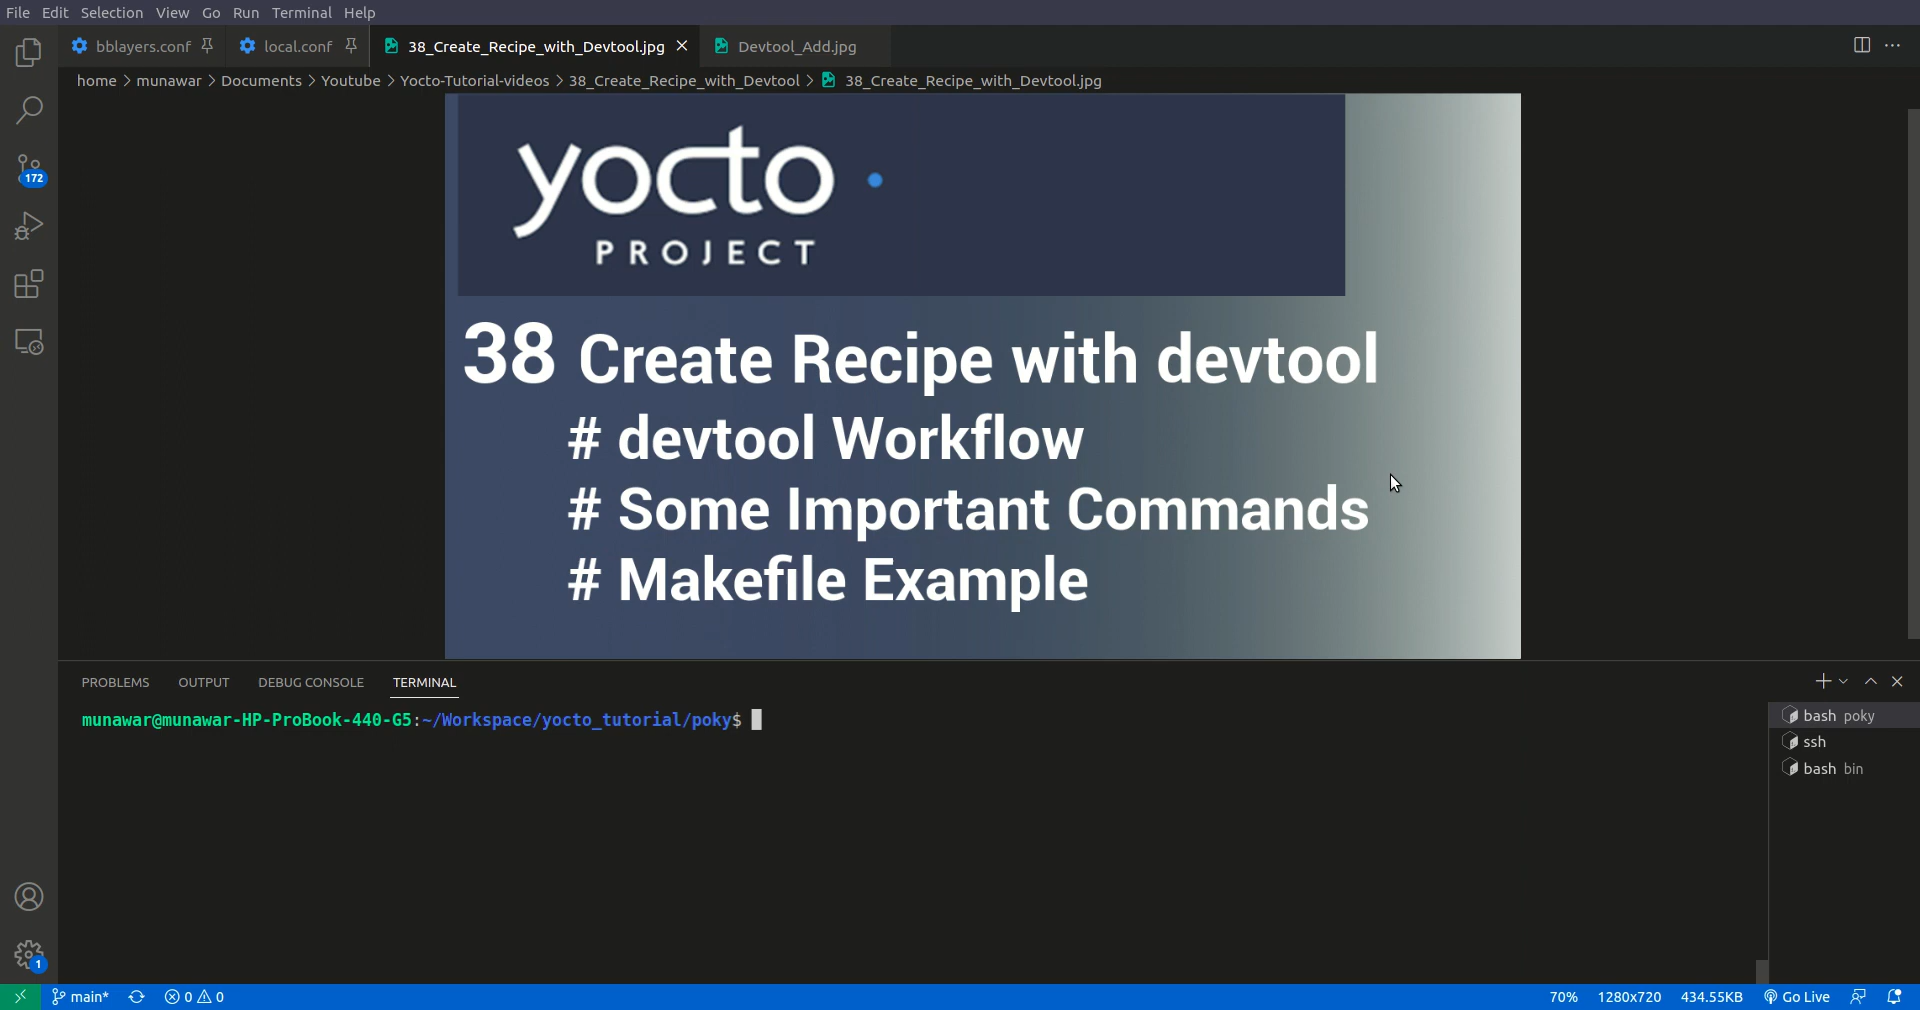 File Edit Selection View Go Run Terminal Help
bblayers.conf local.conf 38_Create_Recipe_with_Devtool.jpg Devtool_Add.jpg
home > munawar > Documents > Youtube > Yocto-Tutorial-videos > 38_Create_Recipe_with_Devtool > 38_Create_Recipe_with_Devtool.jpg
172
yocto
PROJECT
38 Create Recipe with devtool
# devtool Workflow
# Some Important Commands
# Makefile Example
PROBLEMS OUTPUT DEBUG CONSOLE TERMINAL
munawar@munawar-HP-ProBook-440-G5:~/Workspace/yocto_tutorial/poky$
bash poky
ssh
bash bin
1
main* 0 0 70% 1280x720 434.55KB Go Live